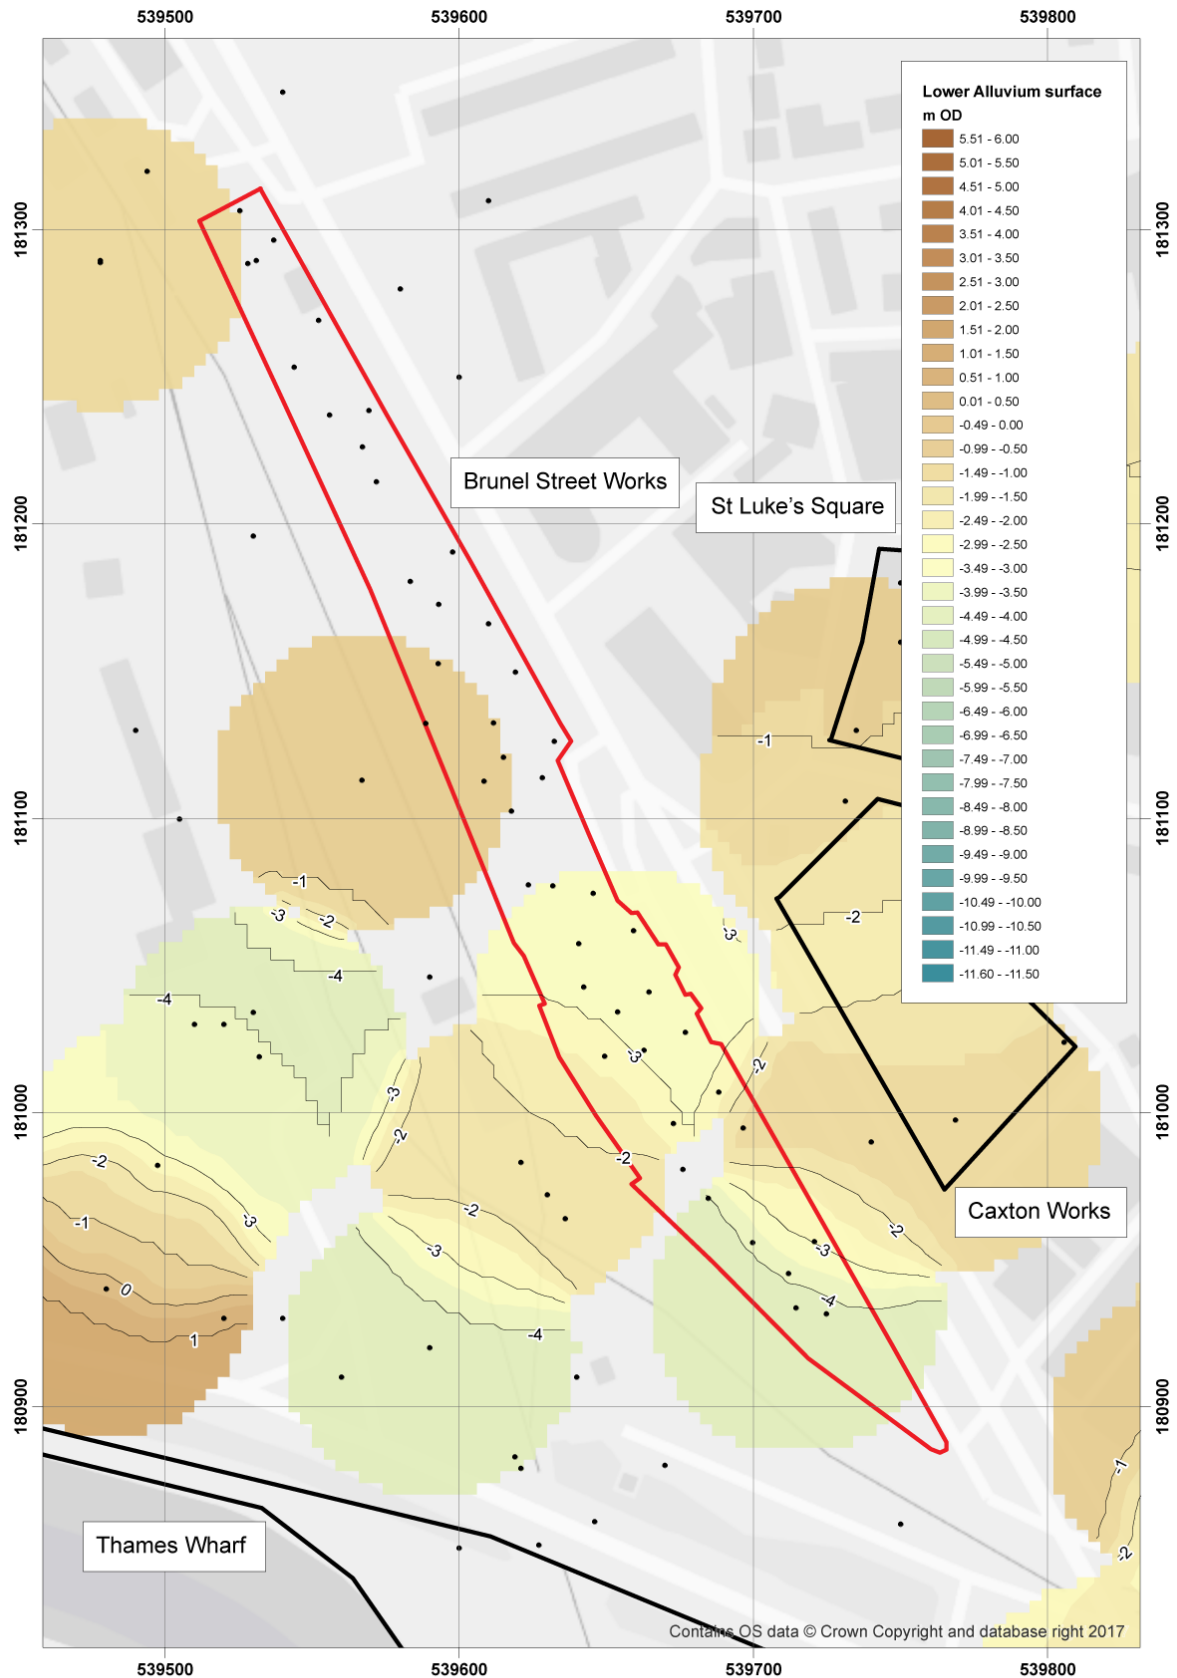 539500 539600 539700 539800
Lower Alluvium surface
m OD
5.51 - 6.00
5.01 - 5.50
4.51 - 5.00
4.01 - 4.50
3.51 - 4.00
3.01 - 3.50
2.51 - 3.00
2.01 - 2.50
1.51 - 2.00
1.01 - 1.50
0.51 - 1.00
0.01 - 0.50
-0.49 - 0.00
-0.99 - -0.50
-1.49 - -1.00
-1.99 - -1.50
-2.49 - -2.00
-2.99 - -2.50
-3.49 - -3.00
-3.99 - -3.50
-4.49 - -4.00
-4.99 - -4.50
-5.49 - -5.00
-5.99 - -5.50
-6.49 - -6.00
-6.99 - -6.50
-7.49 - -7.00
-7.99 - -7.50
-8.49 - -8.00
-8.99 - -8.50
-9.49 - -9.00
-9.99 - -9.50
-10.49 - -10.00
-10.99 - -10.50
-11.49 - -11.00
-11.60 - -11.50
181300 181300
Brunel Street Works
St Luke's Square
181200 181200
-1
181100 181100
-1
-3 -2
-2
-3
-4
-4
-3
-2
-3
-2
181000 181000
-2
-2
-1
-3
-2
-2
-3
-3
0
-4
1
-4
Caxton Works
180900 180900
-1
-2
Thames Wharf
Contains OS data © Crown Copyright and database right 2017
539500 539600 539700 539800